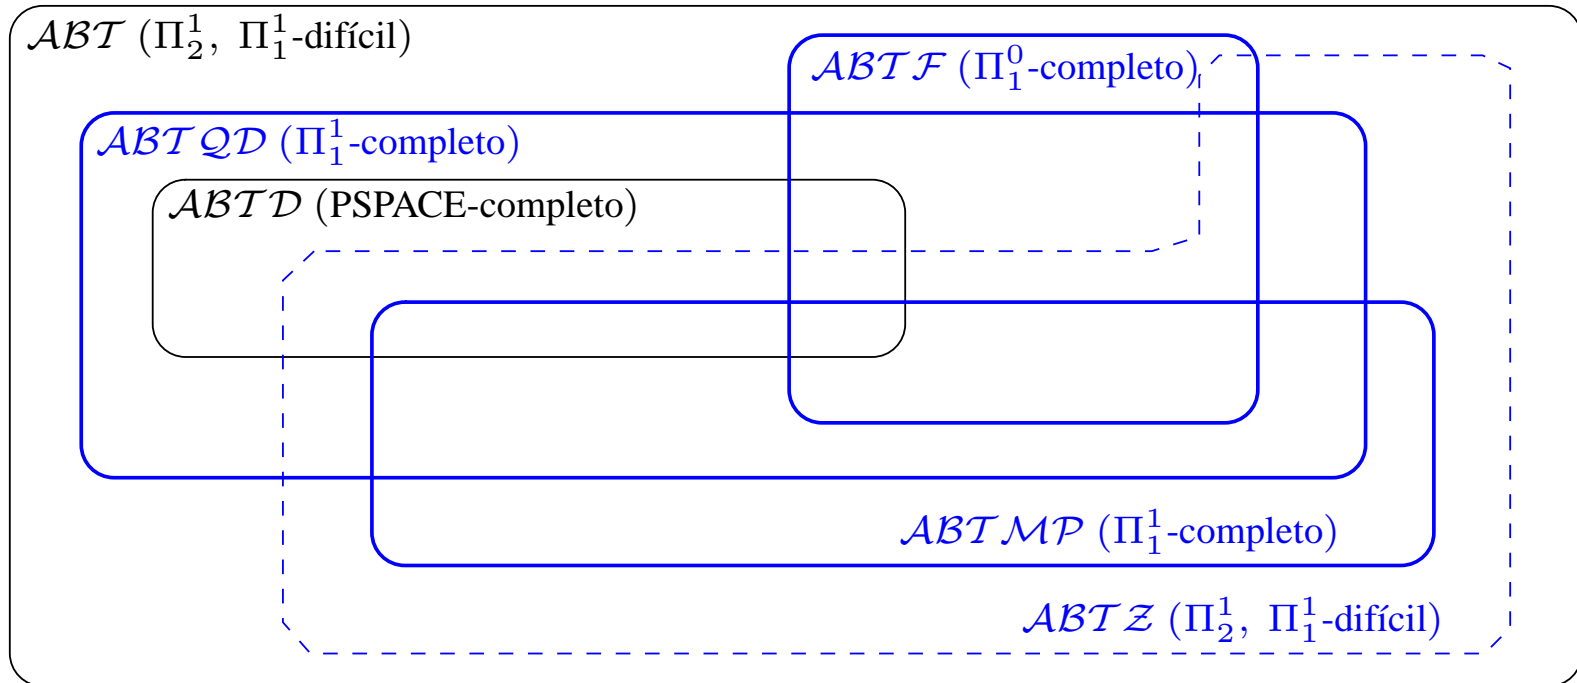 𝒜ℬ𝒯 (Π¹₂, Π¹₁-difícil)
𝒜ℬ𝒯ℱ (Π⁰₁-completo)
𝒜ℬ𝒯𝒬𝒟 (Π¹₁-completo)
𝒜ℬ𝒯𝒟 (PSPACE-completo)
𝒜ℬ𝒯ℳ𝒫 (Π¹₁-completo)
𝒜ℬ𝒯𝒵 (Π¹₂, Π¹₁-difícil)